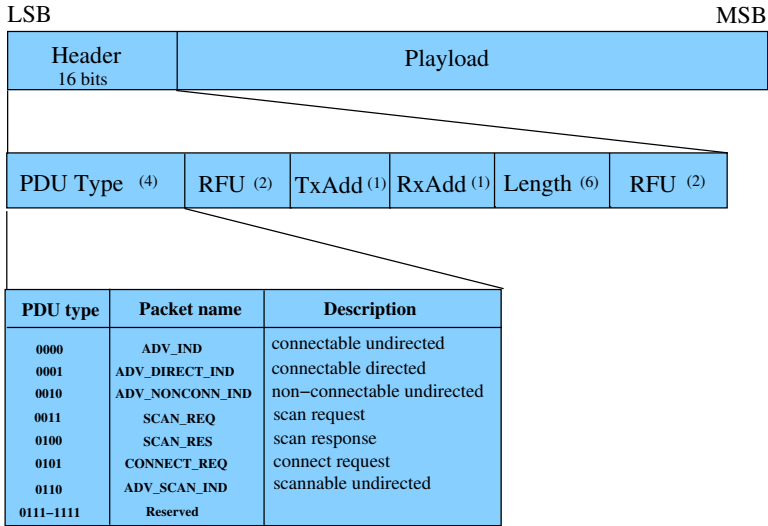 LSB MSB
Header Playload
16 bits
PDU Type (4) RFU (2) TxAdd (1) RxAdd (1) Length (6) RFU (2)
PDU type Packet name Description
0000 ADV_IND connectable undirected
0001 ADV_DIRECT_IND connectable directed
0010 ADV_NONCONN_IND non−connectable undirected
0011 SCAN_REQ scan request
0100 SCAN_RES scan response
0101 CONNECT_REQ connect request
0110 ADV_SCAN_IND scannable undirected
0111−1111 Reserved